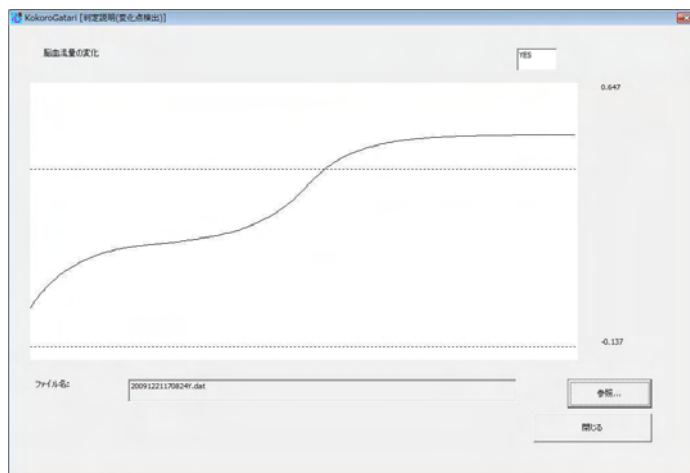 KokoroGatari [判定説明(変化点検出)]
脳血流量の変化
YES
0.647
-0.137
ファイル名:
20091221170824Y.dat
参照...
閉じる